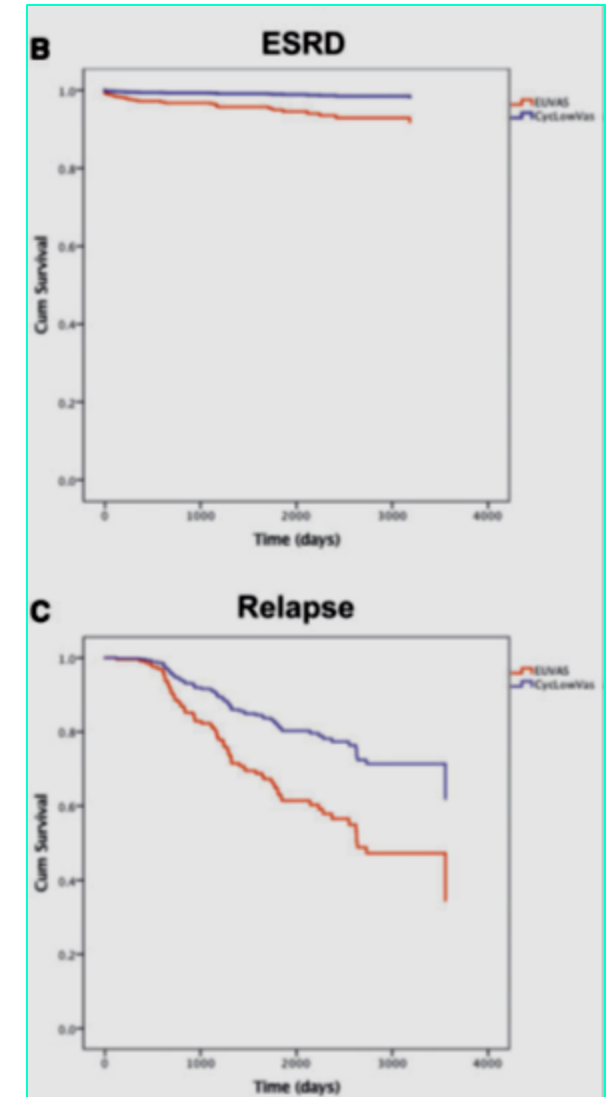 B
ESRD
1.0
EUVAS
CycLowVas
0.8
0.6
Cum Survival
0.4
0.2
0.0
0 1000 2000 3000 4000
Time (days)
C
Relapse
1.0
EUVAS
CycLowVas
0.8
0.6
Cum Survival
0.4
0.2
0.0
0 1000 2000 3000 4000
Time (days)